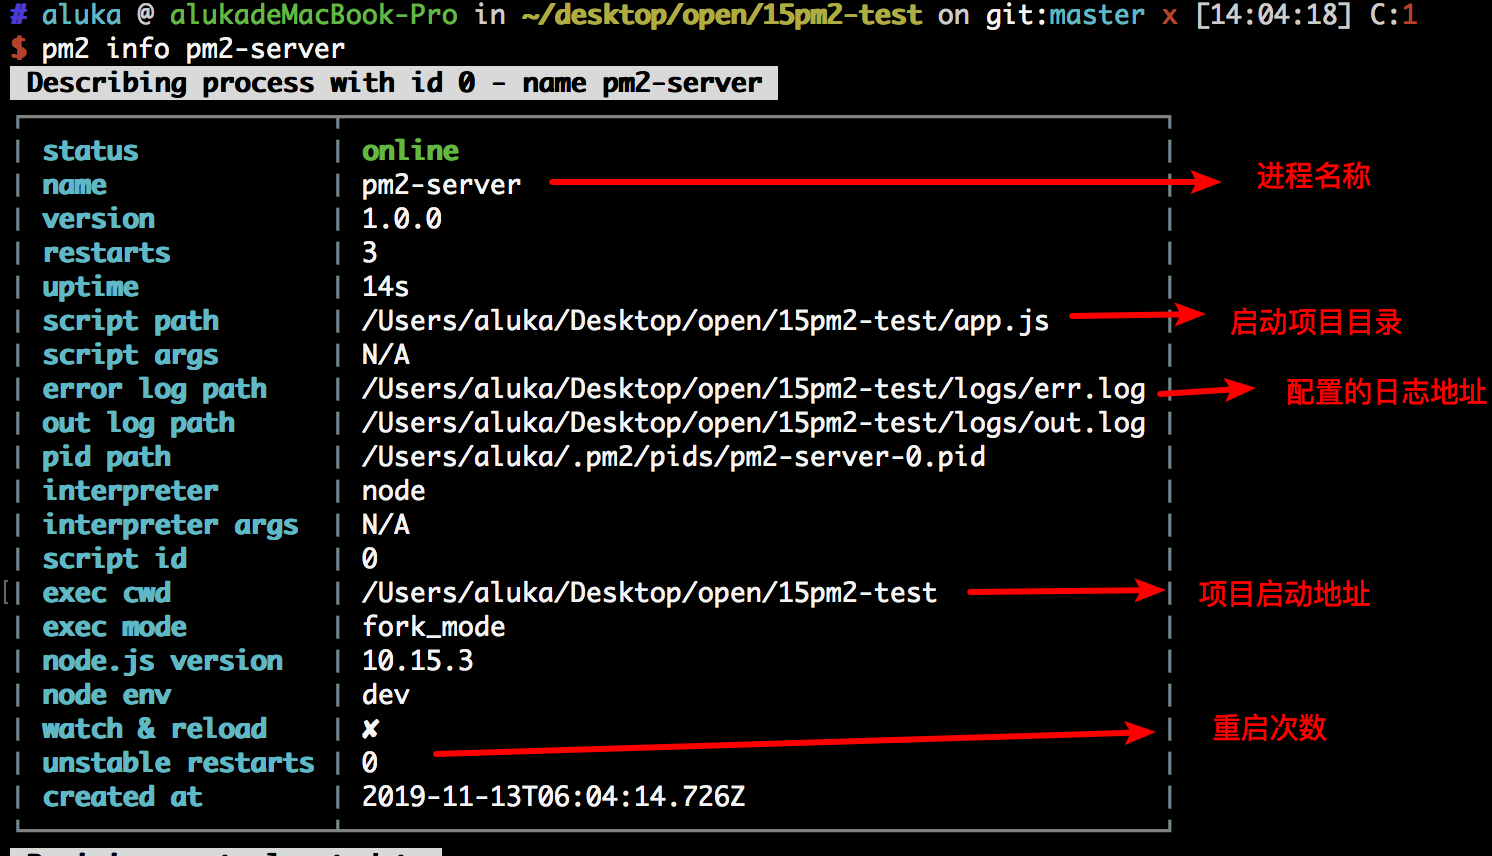 # aluka @ alukadeMacBook-Pro in ~/desktop/open/15pm2-test on git:master x [14:04:18] C:1
$ pm2 info pm2-server
Describing process with id 0 - name pm2-server
status | online
name | pm2-server 进程名称
version | 1.0.0
restarts | 3
uptime | 14s
script path | /Users/aluka/Desktop/open/15pm2-test/app.js 启动项目目录
script args | N/A
error log path | /Users/aluka/Desktop/open/15pm2-test/logs/err.log 配置的日志地址
out log path | /Users/aluka/Desktop/open/15pm2-test/logs/out.log
pid path | /Users/aluka/.pm2/pids/pm2-server-0.pid
interpreter | node
interpreter args | N/A
script id | 0
exec cwd | /Users/aluka/Desktop/open/15pm2-test 项目启动地址
exec mode | fork_mode
node.js version | 10.15.3
node env | dev
watch & reload | ✘ 重启次数
unstable restarts | 0
created at | 2019-11-13T06:04:14.726Z